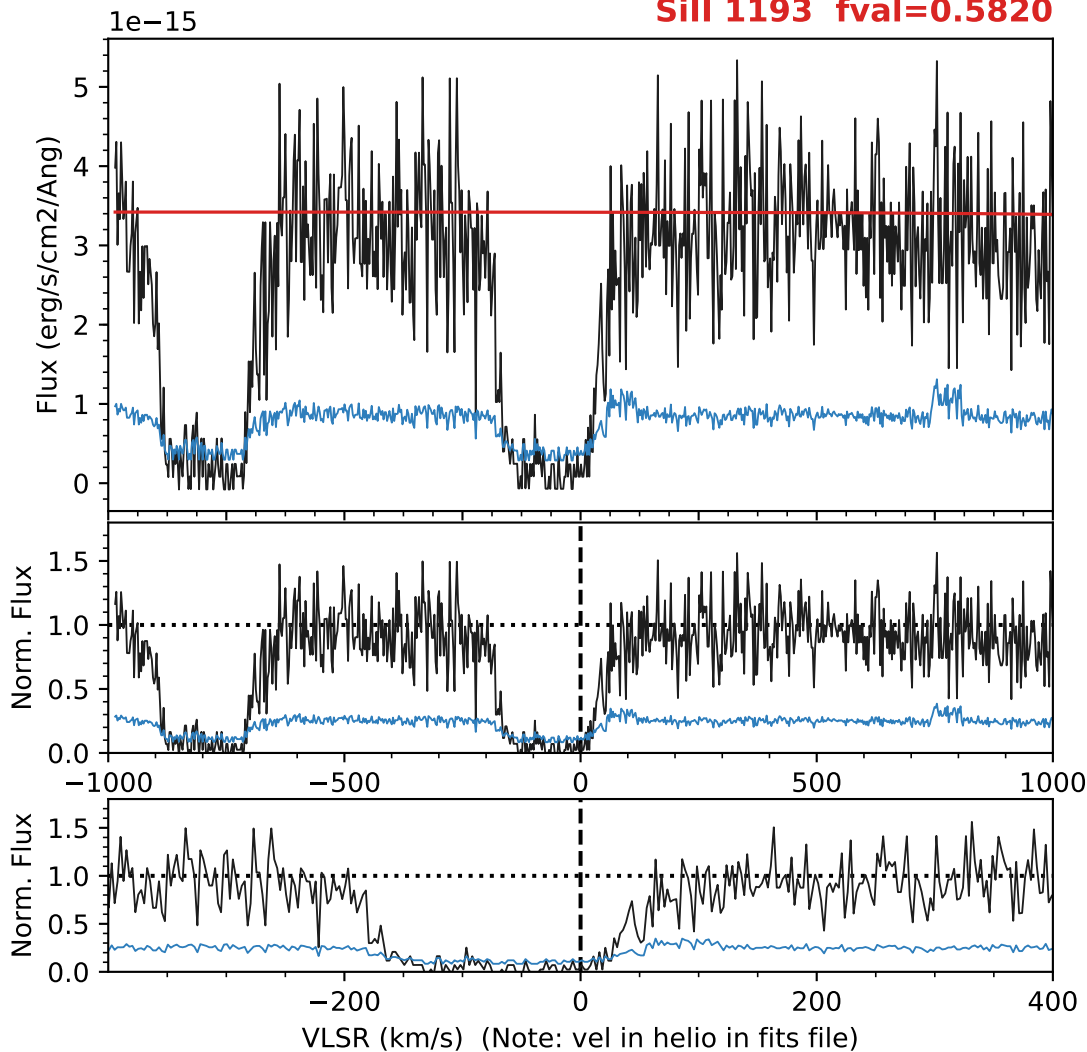 1e−15
SiII 1193 fval=0.5820
5
4
3
2
1
0
Flux (erg/s/cm2/Ang)
1.5
1.0
0.5
0.0
Norm. Flux
−1000 −500 0 500 1000
1.5
1.0
0.5
0.0
Norm. Flux
−200 0 200 400
VLSR (km/s) (Note: vel in helio in fits file)